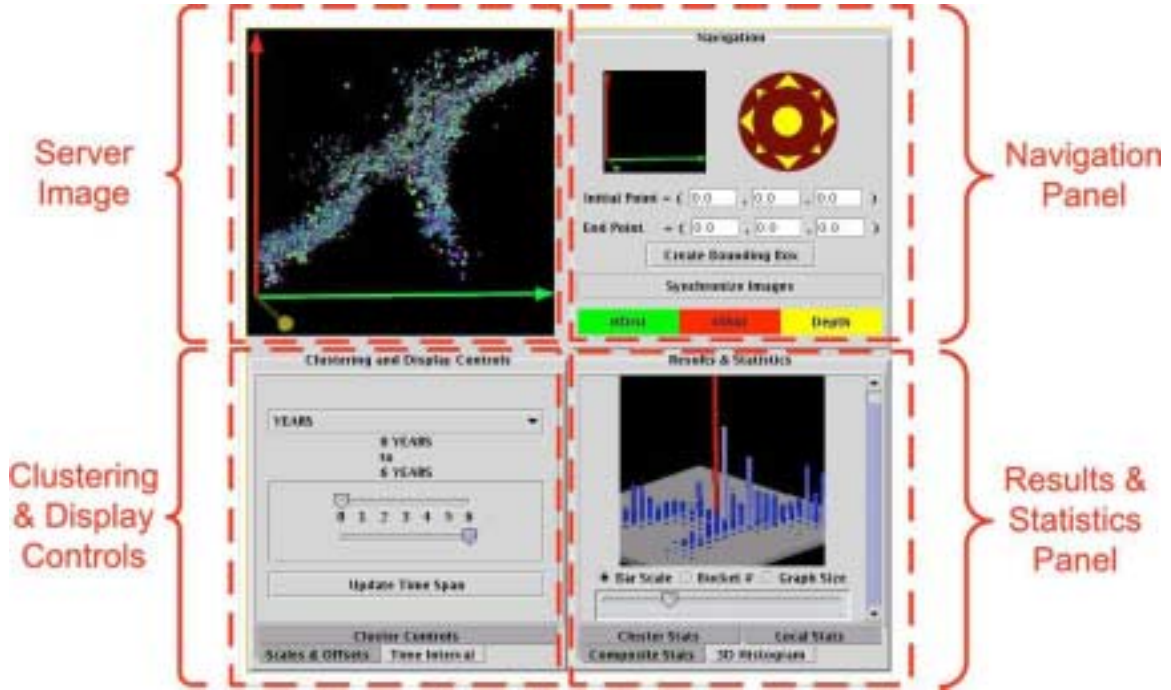 Server
Image
Navigation
Initial Point = ( 0.0 , 0.0 , 0.0 )
End Point = ( 0.0 , 0.0 , 0.0 )
Create Bounding Box
Synchronize Images
Depth
Navigation
Panel
Clustering
& Display
Controls
Clustering and Display Controls
YEARS
0 YEARS
to
6 YEARS
0 1 2 3 4 5 6
Update Time Span
Cluster Controls
Scales & Offsets Time Interval
Results & Statistics
Bar Scale Bucket # Graph Size
Cluster Stats Local Stats
Composite Stats 3D Histogram
Results &
Statistics
Panel